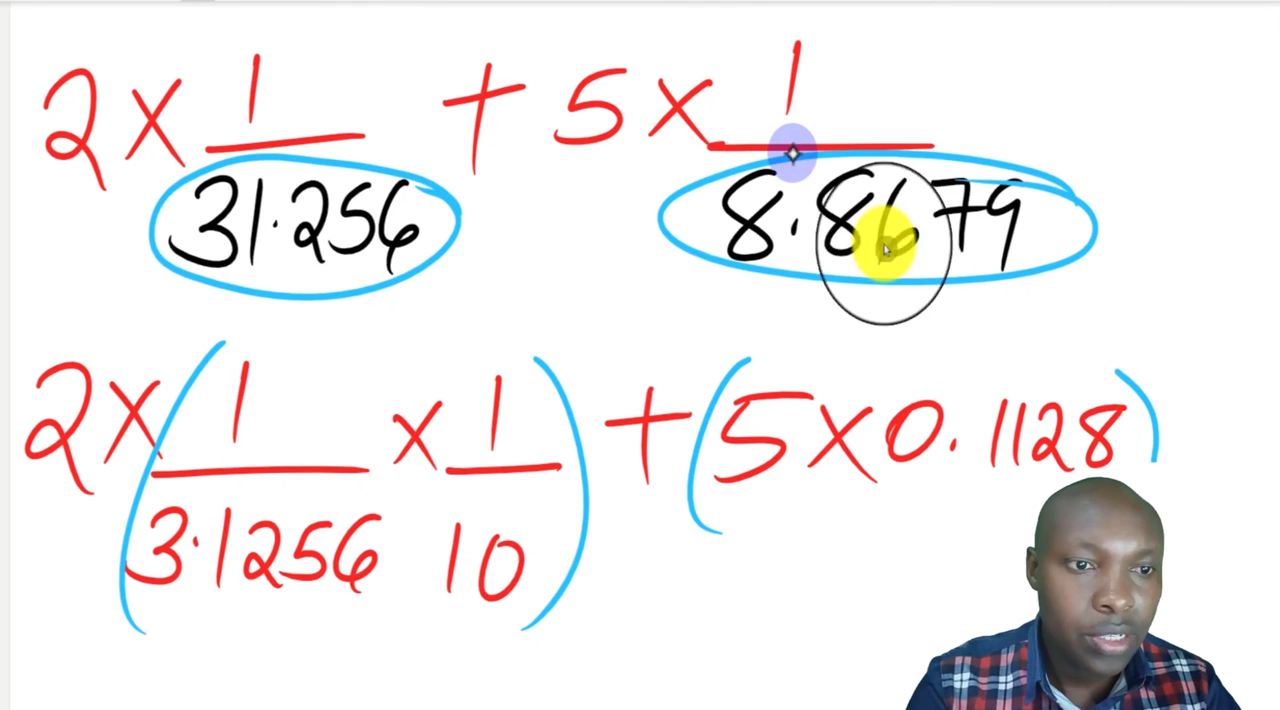 2 × 1/31.256 + 5 × 1/8.8679
2 × (1/3.1256 × 1/10) + (5 × 0.1128)